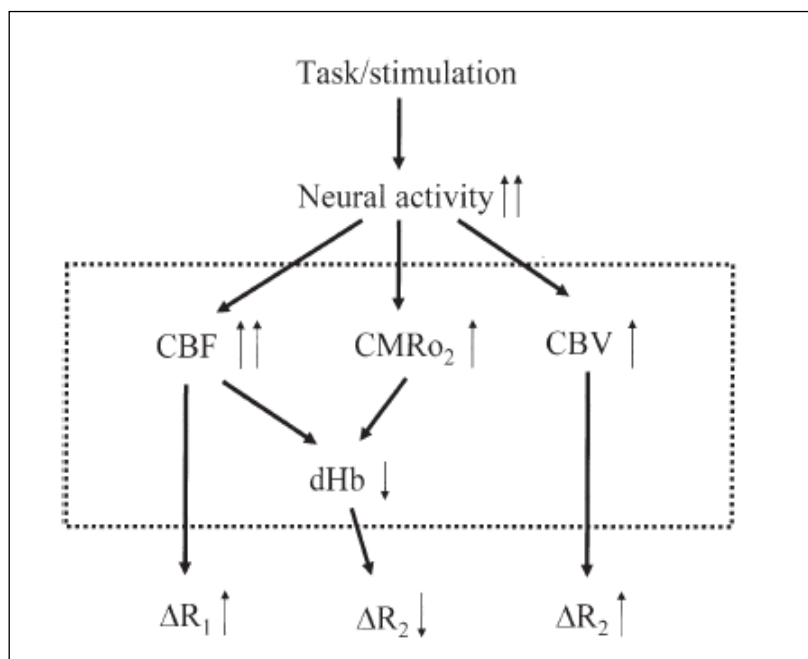 Task/stimulation
Neural activity ↑↑
CBF ↑↑ CMRo₂ ↑ CBV ↑
dHb ↓
ΔR₁ ↑ ΔR₂ ↓ ΔR₂ ↑